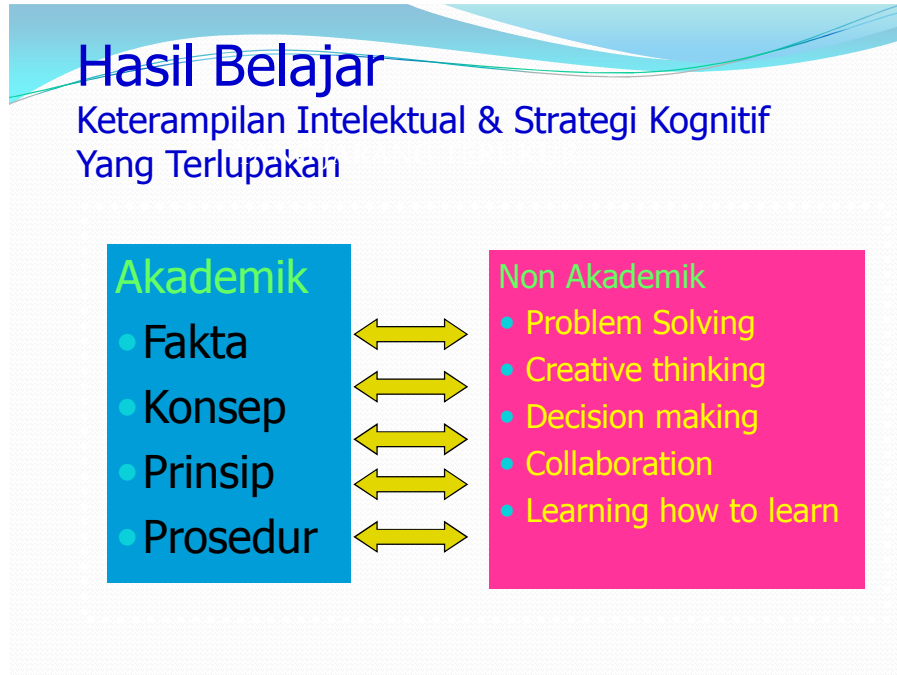 Hasil Belajar
Keterampilan Intelektual & Strategi Kognitif
Yang Terlupakan
Akademik
• Fakta
• Konsep
• Prinsip
• Prosedur
Non Akademik
• Problem Solving
• Creative thinking
• Decision making
• Collaboration
• Learning how to learn